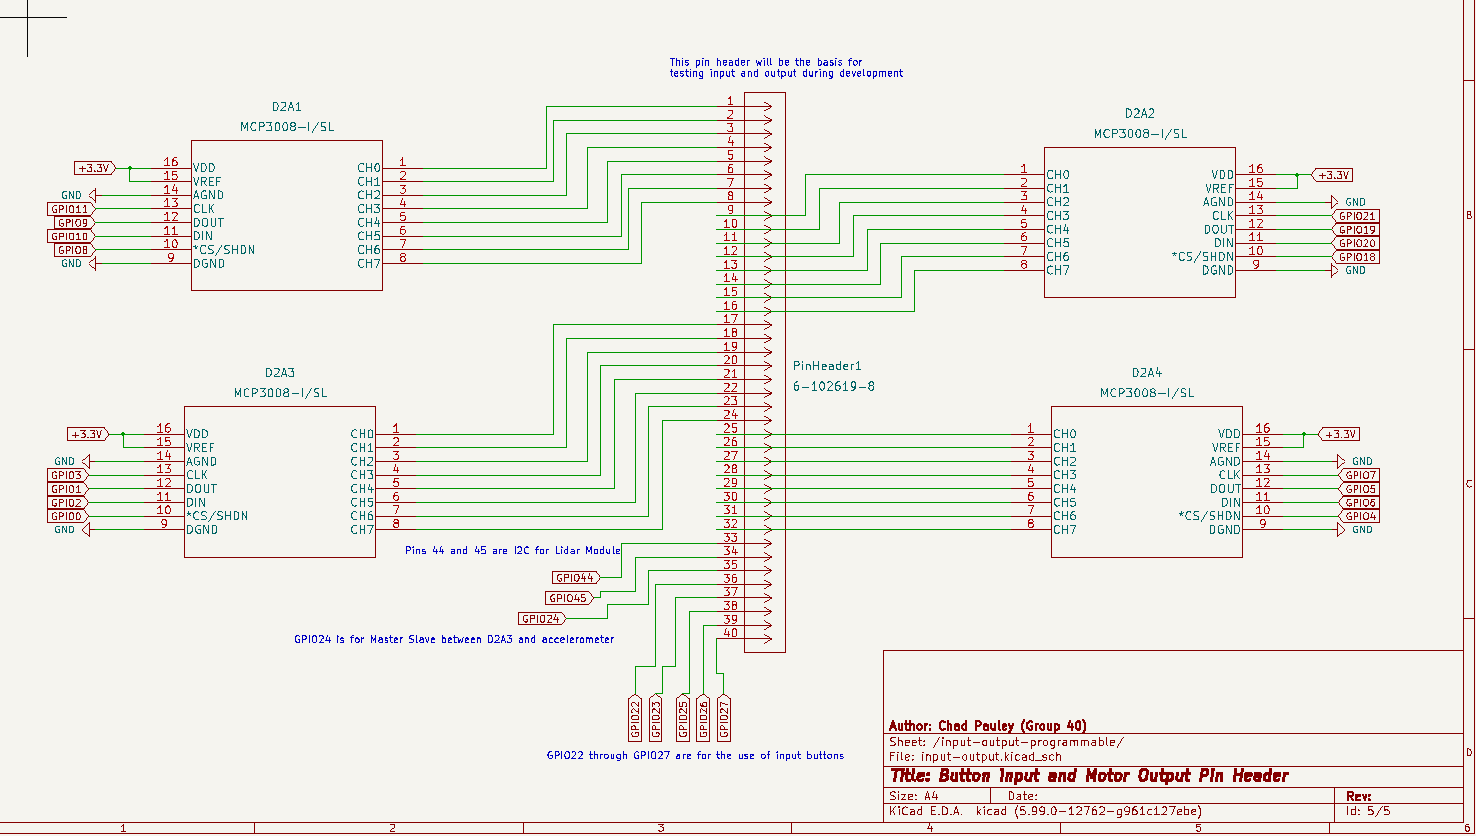 This pin header will be the basis for
testing input and output during development
D2A1
MCP3008-I/SL
+3.3V
16 VDD
15 VREF
GND 14 AGND
GPIO11 13 CLK
GPIO9 12 DOUT
GPIO10 11 DIN
GPIO8 10 *CS/SHDN
GND 9 DGND
CH0 1
CH1 2
CH2 3
CH3 4
CH4 5
CH5 6
CH6 7
CH7 8
1
2
3
4
5
6
7
8
9
10
11
12
13
14
15
16
17
18
19
20
21
22
23
24
25
26
27
28
29
30
31
32
33
34
35
36
37
38
39
40
PinHeader1
6-102619-8
D2A2
MCP3008-I/SL
1 CH0
2 CH1
3 CH2
4 CH3
5 CH4
6 CH5
7 CH6
8 CH7
VDD 16 +3.3V
VREF 15
AGND 14 GND
CLK 13 GPIO21
DOUT 12 GPIO19
DIN 11 GPIO20
*CS/SHDN 10 GPIO18
DGND 9 GND
D2A3
MCP3008-I/SL
+3.3V 16 VDD
15 VREF
GND 14 AGND
GPIO3 13 CLK
GPIO1 12 DOUT
GPIO2 11 DIN
GPIO0 10 *CS/SHDN
GND 9 DGND
CH0 1
CH1 2
CH2 3
CH3 4
CH4 5
CH5 6
CH6 7
CH7 8
D2A4
MCP3008-I/SL
1 CH0
2 CH1
3 CH2
4 CH3
5 CH4
6 CH5
7 CH6
8 CH7
VDD 16 +3.3V
VREF 15
AGND 14 GND
CLK 13 GPIO7
DOUT 12 GPIO5
DIN 11 GPIO6
*CS/SHDN 10 GPIO4
DGND 9 GND
Pins 44 and 45 are I2C for Lidar Module
GPIO44
GPIO45
GPIO24
GPIO24 is for Master Slave between D2A3 and accelerometer
GPIO22
GPIO23
GPIO25
GPIO26
GPIO27
GPIO22 through GPIO27 are for the use of input buttons
Author: Chad Pauley (Group 40)
Sheet: /input-output-programmable/
File: input-output.kicad_sch
Title: Button Input and Motor Output Pin Header
Size: A4 Date: Rev:
KiCad E.D.A. kicad (5.99.0-12762-g961c127ebe) Id: 5/5
B
C
D
1 2 3 4 5 6